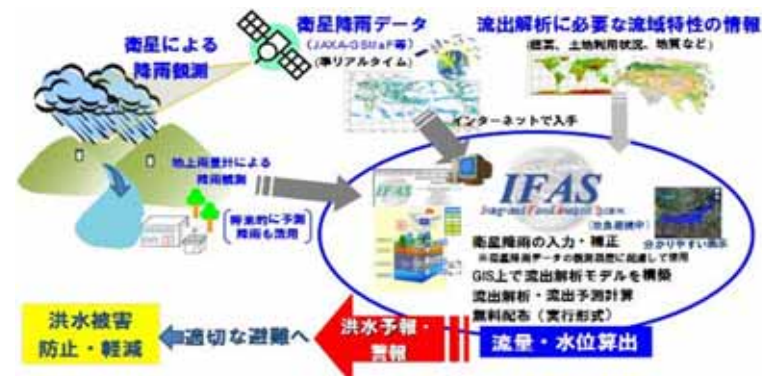 衛星による
降雨観測
衛星降雨データ
(JAXA-GSMaP等)
(準リアルタイム)
流出解析に必要な流域特性の情報
(標高、土地利用状況、地質など)
インターネットで入手
地上雨量計による
降雨観測
将来的に予測
降雨も活用
IFAS
IFAS
(改良継続中)
分かりやすい表示
衛星降雨の入力・補正
GIS上で流出解析モデルを構築
流出解析・流出予測計算
無料配布(実行形式)
流量・水位算出
洪水予報・
警報
適切な避難へ
洪水被害
防止・軽減